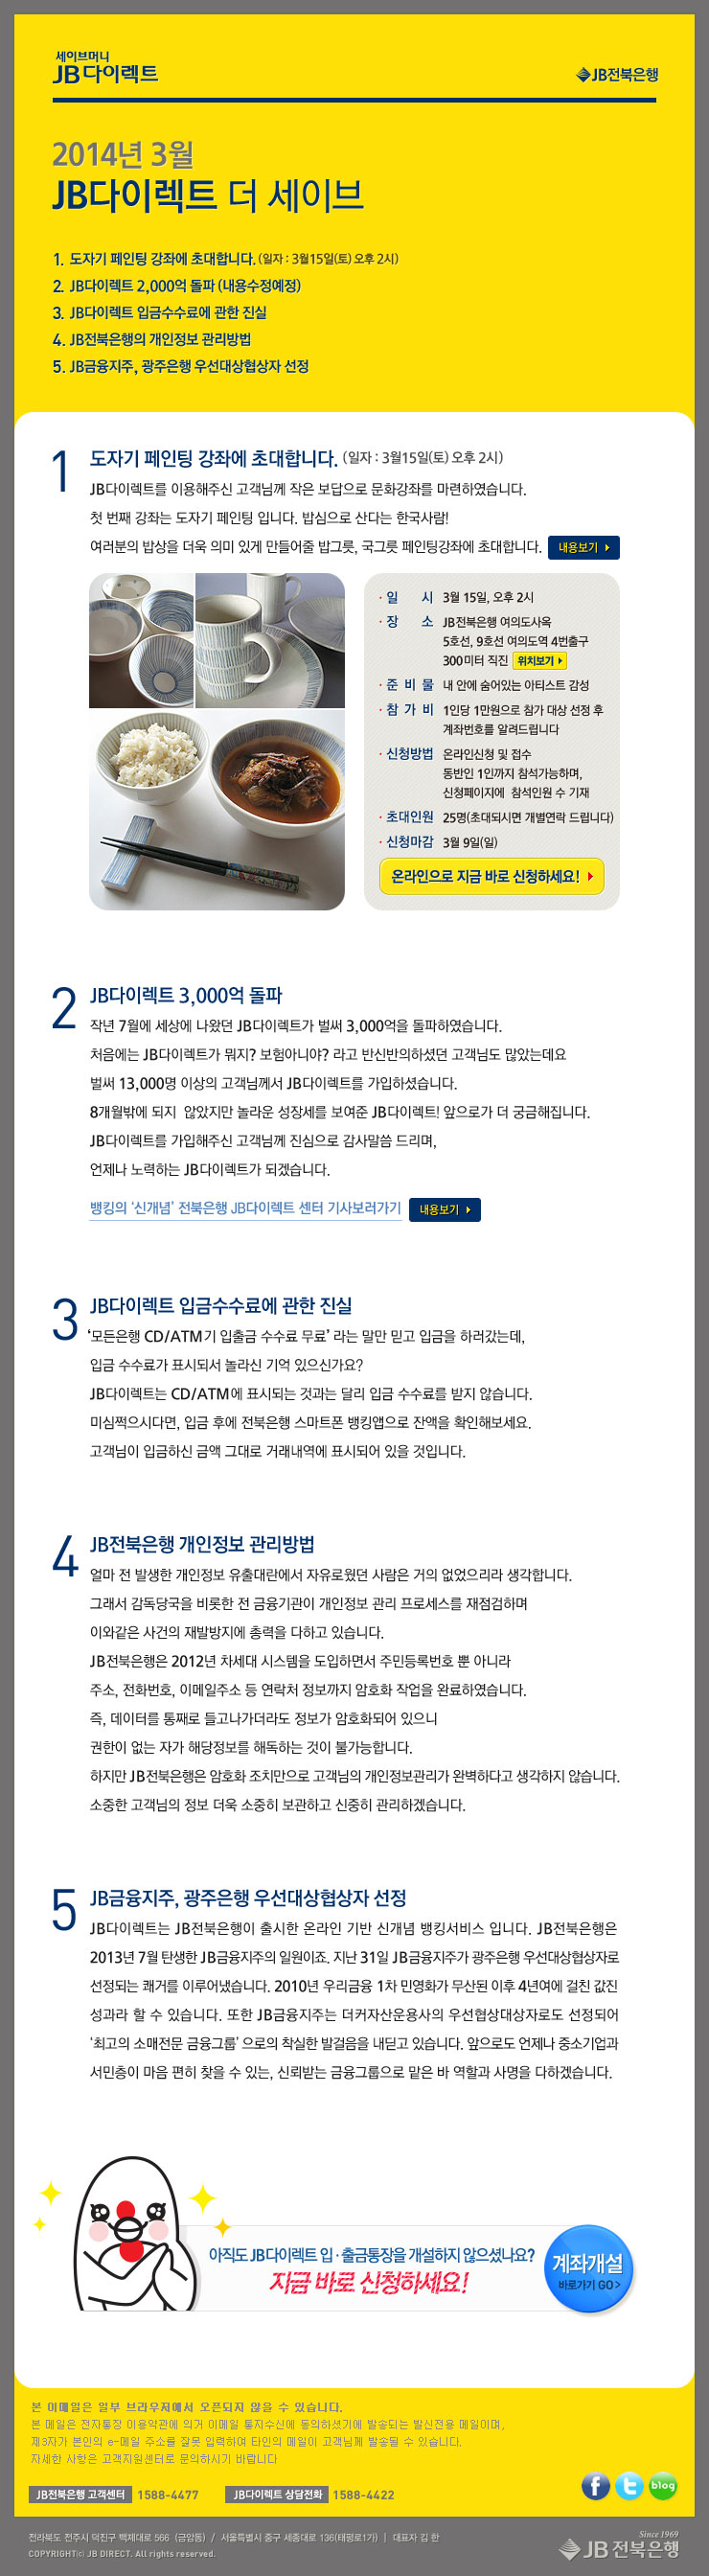 세이브머니
JB다이렉트
JB전북은행
2014년 3월
JB다이렉트 더 세이브
1. 도자기 페인팅 강좌에 초대합니다. (일자 : 3월15일(토) 오후 2시)
2. JB다이렉트 2,000억 돌파 (내용수정예정)
3. JB다이렉트 입금수수료에 관한 진실
4. JB전북은행의 개인정보 관리방법
5. JB금융지주, 광주은행 우선대상협상자 선정
1 도자기 페인팅 강좌에 초대합니다. (일자 : 3월15일(토) 오후 2시)
JB다이렉트를 이용해주신 고객님께 작은 보답으로 문화강좌를 마련하였습니다.
첫 번째 강좌는 도자기 페인팅 입니다. 밥심으로 산다는 한국사람!
여러분의 밥상을 더욱 의미 있게 만들어줄 밥그릇, 국그릇 페인팅강좌에 초대합니다. 내용보기
· 일 시 3월 15일, 오후 2시
· 장 소 JB전북은행 여의도사옥
5호선, 9호선 여의도역 4번출구
300미터 직진 위치보기
· 준 비 물 내 안에 숨어있는 아티스트 감성
· 참 가 비 1인당 1만원으로 참가 대상 선정 후
계좌번호를 알려드립니다
· 신청방법 온라인신청 및 접수
동반인 1인까지 참석가능하며,
신청페이지에 참석인원 수 기재
· 초대인원 25명(초대되시면 개별연락 드립니다)
· 신청마감 3월 9일(일)
온라인으로 지금 바로 신청하세요!
2 JB다이렉트 3,000억 돌파
작년 7월에 세상에 나왔던 JB다이렉트가 벌써 3,000억을 돌파하였습니다.
처음에는 JB다이렉트가 뭐지? 보험아니야? 라고 반신반의하셨던 고객님도 많았는데요
벌써 13,000명 이상의 고객님께서 JB다이렉트를 가입하셨습니다.
8개월밖에 되지 않았지만 놀라운 성장세를 보여준 JB다이렉트! 앞으로가 더 궁금해집니다.
JB다이렉트를 가입해주신 고객님께 진심으로 감사말씀 드리며,
언제나 노력하는 JB다이렉트가 되겠습니다.
뱅킹의 '신개념' 전북은행 JB다이렉트 센터 기사보러가기 내용보기
3 JB다이렉트 입금수수료에 관한 진실
'모든은행 CD/ATM기 입출금 수수료 무료' 라는 말만 믿고 입금을 하러갔는데,
입금 수수료가 표시되서 놀라신 기억 있으신가요?
JB다이렉트는 CD/ATM에 표시되는 것과는 달리 입금 수수료를 받지 않습니다.
미심쩍으시다면, 입금 후에 전북은행 스마트폰 뱅킹앱으로 잔액을 확인해보세요.
고객님이 입금하신 금액 그대로 거래내역에 표시되어 있을 것입니다.
4 JB전북은행 개인정보 관리방법
얼마 전 발생한 개인정보 유출대란에서 자유로웠던 사람은 거의 없었으리라 생각합니다.
그래서 감독당국을 비롯한 전 금융기관이 개인정보 관리 프로세스를 재점검하며
이와같은 사건의 재발방지에 총력을 다하고 있습니다.
JB전북은행은 2012년 차세대 시스템을 도입하면서 주민등록번호 뿐 아니라
주소, 전화번호, 이메일주소 등 연락처 정보까지 암호화 작업을 완료하였습니다.
즉, 데이터를 통째로 들고나가더라도 정보가 암호화되어 있으니
권한이 없는 자가 해당정보를 해독하는 것이 불가능합니다.
하지만 JB전북은행은 암호화 조치만으로 고객님의 개인정보관리가 완벽하다고 생각하지 않습니다.
소중한 고객님의 정보 더욱 소중히 보관하고 신중히 관리하겠습니다.
5 JB금융지주, 광주은행 우선대상협상자 선정
JB다이렉트는 JB전북은행이 출시한 온라인 기반 신개념 뱅킹서비스 입니다. JB전북은행은
2013년 7월 탄생한 JB금융지주의 일원이죠. 지난 31일 JB금융지주가 광주은행 우선대상협상자로
선정되는 쾌거를 이루어냈습니다. 2010년 우리금융 1차 민영화가 무산된 이후 4년여에 걸친 값진
성과라 할 수 있습니다. 또한 JB금융지주는 더커자산운용사의 우선협상대상자로도 선정되어
'최고의 소매전문 금융그룹' 으로의 착실한 발걸음을 내딛고 있습니다. 앞으로도 언제나 중소기업과
서민층이 마음 편히 찾을 수 있는, 신뢰받는 금융그룹으로 맡은 바 역할과 사명을 다하겠습니다.
아직도 JB다이렉트 입 · 출금통장을 개설하지 않으셨나요?
지금 바로 신청하세요!
계좌개설
바로가기 GO>
본 이메일은 일부 브라우저에서 오픈되지 않을 수 있습니다.
본 메일은 전자통장 이용약관에 의거 이메일 통지수신에 동의하셨기에 발송되는 발신전용 메일이며,
제3자가 본인의 e-메일 주소를 잘못 입력하여 타인의 메일이 고객님께 발송될 수 있습니다.
자세한 사항은 고객지원센터로 문의하시기 바랍니다
JB전북은행 고객센터 1588-4477 JB다이렉트 상담전화 1588-4422
f t blog
전라북도 전주시 덕진구 백제대로 566 (금암동) / 서울특별시 중구 세종대로 136(태평로1가) | 대표자 김 한
COPYRIGHT(c) JB DIRECT. All rights reserved.
Since 1969
JB 전북은행